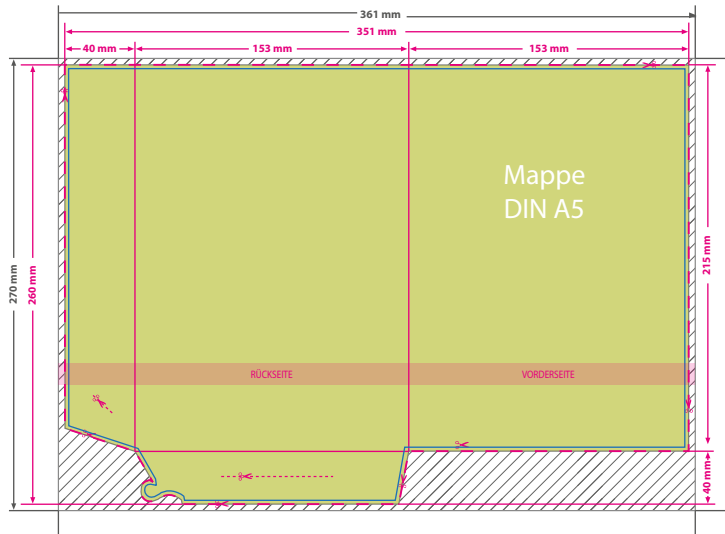 361 mm
351 mm
40 mm
153 mm
153 mm
Mappe
DIN A5
270 mm
260 mm
215 mm
RÜCKSEITE
VORDERSEITE
40 mm